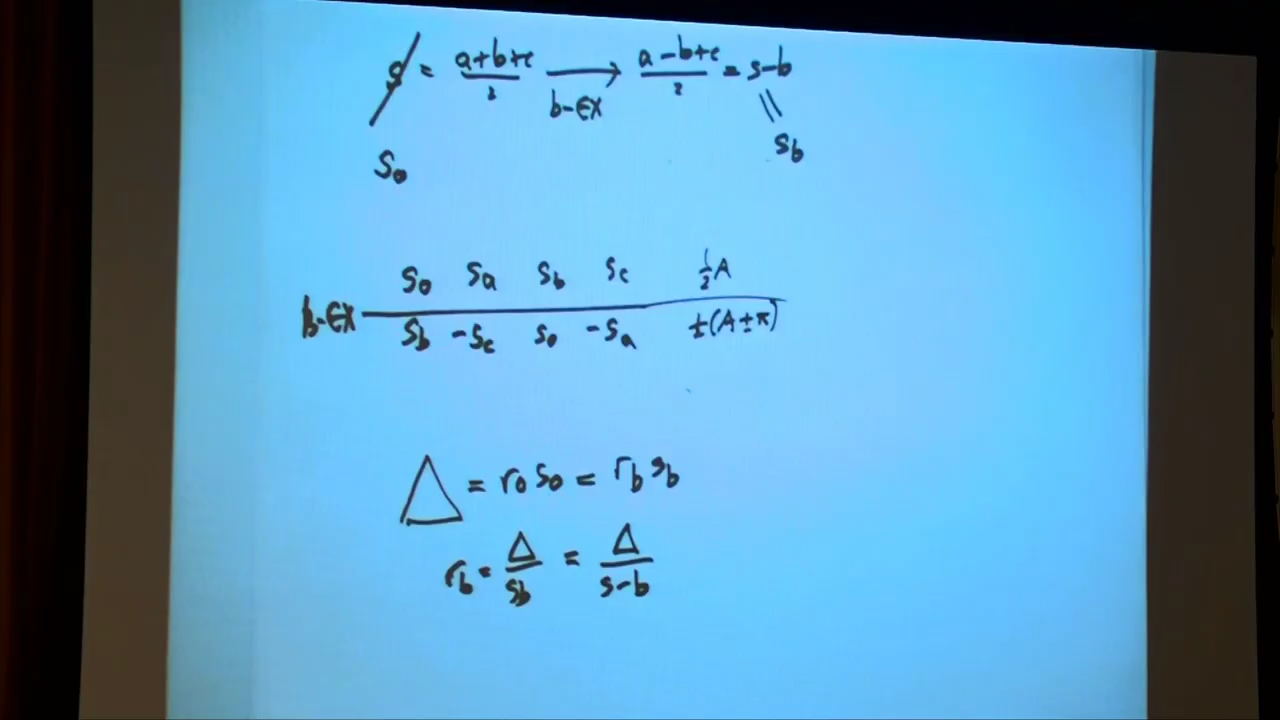 s = a+b+c/2 → b-EX a-b+c/2 = s-b
s₀ || s_b
s₀ s_a s_b s_c ½A
b-EX s_b -s_c s₀ -s_a ±(A±π)
Δ = r₀s₀ = r_b s_b
r_b = Δ/s_b = Δ/s-b